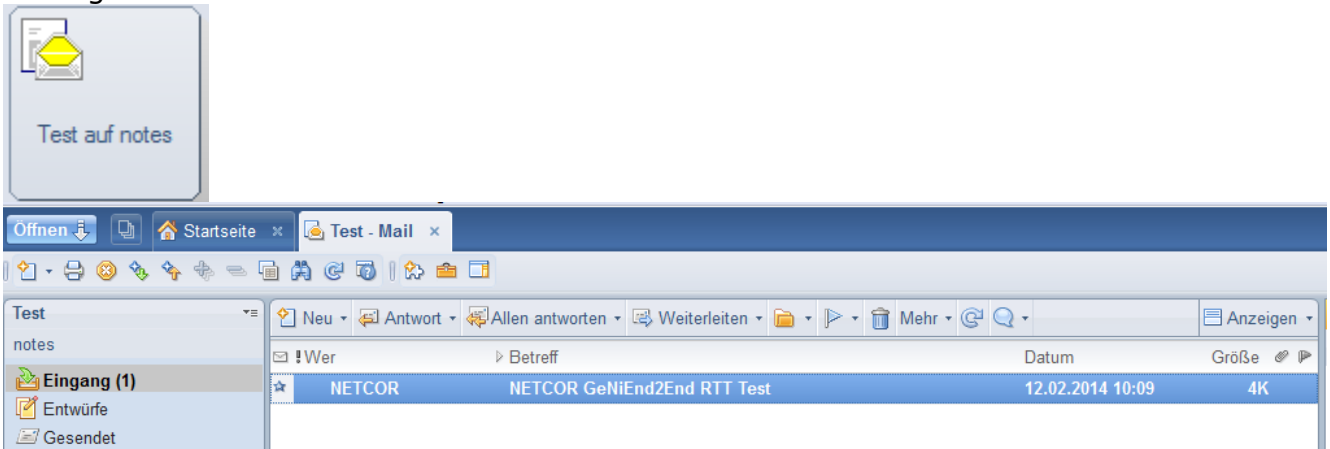 Test auf notes
Öffnen Startseite × Test - Mail ×
Test
notes
Eingang (1)
Entwürfe
Gesendet
Neu Antwort Allen antworten Weiterleiten Mehr Anzeigen
! Wer Betreff Datum Größe
NETCOR NETCOR GeNiEnd2End RTT Test 12.02.2014 10:09 4K